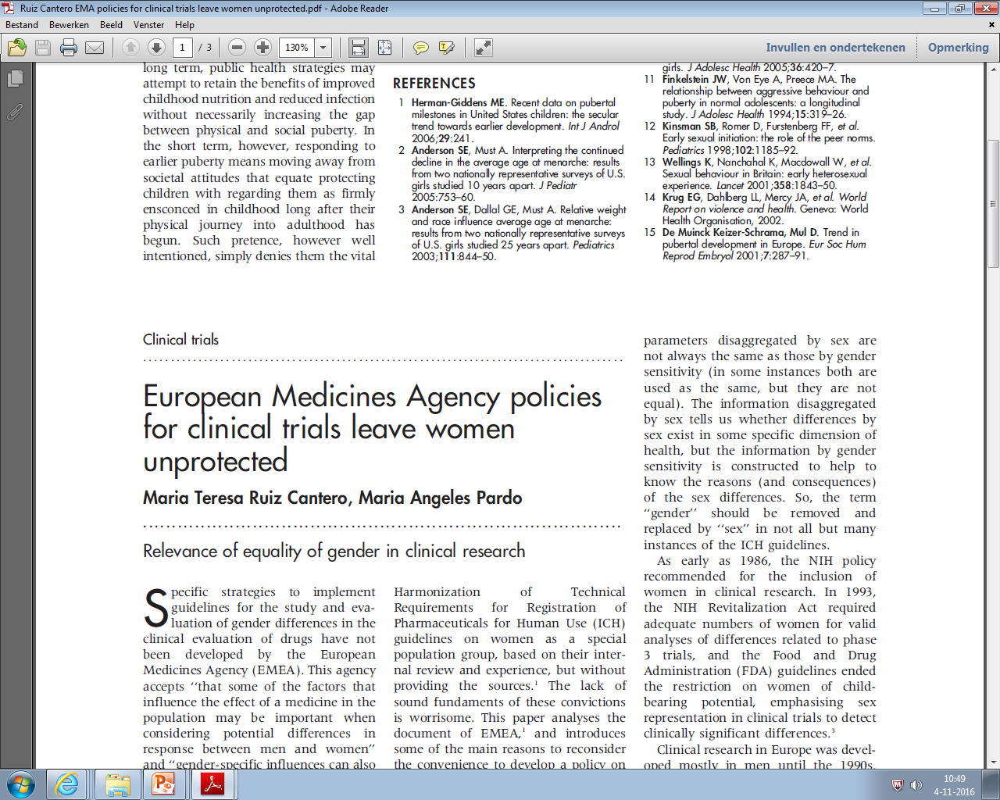 Ruiz Cantero EMA policies for clinical trials leave women unprotected.pdf - Adobe Reader
Bestand Bewerken Beeld Venster Help
1 / 3 130% Invullen en ondertekenen Opmerking
long term, public health strategies may
attempt to retain the benefits of improved
childhood nutrition and reduced infection
without necessarily increasing the gap
between physical and social puberty. In
the short term, however, responding to
earlier puberty means moving away from
societal attitudes that equate protecting
children with regarding them as firmly
ensconced in childhood long after their
physical journey into adulthood has
begun. Such pretence, however well
intentioned, simply denies them the vital
REFERENCES
1 Herman-Giddens ME. Recent data on pubertal
milestones in United States children: the secular
trend towards earlier development. Int J Androl
2006;29:241.
2 Anderson SE, Must A. Interpreting the continued
decline in the average age at menarche: results
from two nationally representative surveys of U.S.
girls studied 10 years apart. J Pediatr
2005:753–60.
3 Anderson SE, Dallal GE, Must A. Relative weight
and race influence average age at menarche:
results from two nationally representative surveys
of U.S. girls studied 25 years apart. Pediatrics
2003;111:844–50.
girls. J Adolesc Health 2005;36:420–7.
11 Finkelstein JW, Von Eye A, Preece MA. The
relationship between aggressive behaviour and
puberty in normal adolescents: a longitudinal
study. J Adolesc Health 1994;15:319–26.
12 Kinsman SB, Romer D, Furstenberg FF, et al.
Early sexual initiation: the role of the peer norms.
Pediatrics 1998;102:1185–92.
13 Wellings K, Nanchahal K, Macdowall W, et al.
Sexual behaviour in Britain: early heterosexual
experience. Lancet 2001;358:1843–50.
14 Krug EG, Dahlberg LL, Mercy JA, et al. World
Report on violence and health. Geneva: World
Health Organisation, 2002.
15 De Muinck Keizer-Schrama, Mul D. Trend in
pubertal development in Europe. Eur Soc Hum
Reprod Embryol 2001;7:287–91.
Clinical trials
European Medicines Agency policies
for clinical trials leave women
unprotected
Maria Teresa Ruiz Cantero, Maria Angeles Pardo
Relevance of equality of gender in clinical research
Specific strategies to implement
guidelines for the study and eva-
luation of gender differences in the
clinical evaluation of drugs have not
been developed by the European
Medicines Agency (EMEA). This agency
accepts ‘‘that some of the factors that
influence the effect of a medicine in the
population may be important when
considering potential differences in
response between men and women’’
and ‘‘gender-specific influences can also
Harmonization of Technical
Requirements for Registration of
Pharmaceuticals for Human Use (ICH)
guidelines on women as a special
population group, based on their inter-
nal review and experience, but without
providing the sources.¹ The lack of
sound fundaments of these convictions
is worrisome. This paper analyses the
document of EMEA,¹ and introduces
some of the main reasons to reconsider
the convenience to develop a policy on
parameters disaggregated by sex are
not always the same as those by gender
sensitivity (in some instances both are
used as the same, but they are not
equal). The information disaggregated
by sex tells us whether differences by
sex exist in some specific dimension of
health, but the information by gender
sensitivity is constructed to help to
know the reasons (and consequences)
of the sex differences. So, the term
‘‘gender’’ should be removed and
replaced by ‘‘sex’’ in not all but many
instances of the ICH guidelines.
As early as 1986, the NIH policy
recommended for the inclusion of
women in clinical research. In 1993,
the NIH Revitalization Act required
adequate numbers of women for valid
analyses of differences related to phase
3 trials, and the Food and Drug
Administration (FDA) guidelines ended
the restriction on women of child-
bearing potential, emphasising sex
representation in clinical trials to detect
clinically significant differences.³
Clinical research in Europe was devel-
oped mostly in men until the 1990s.
10:49
4-11-2016